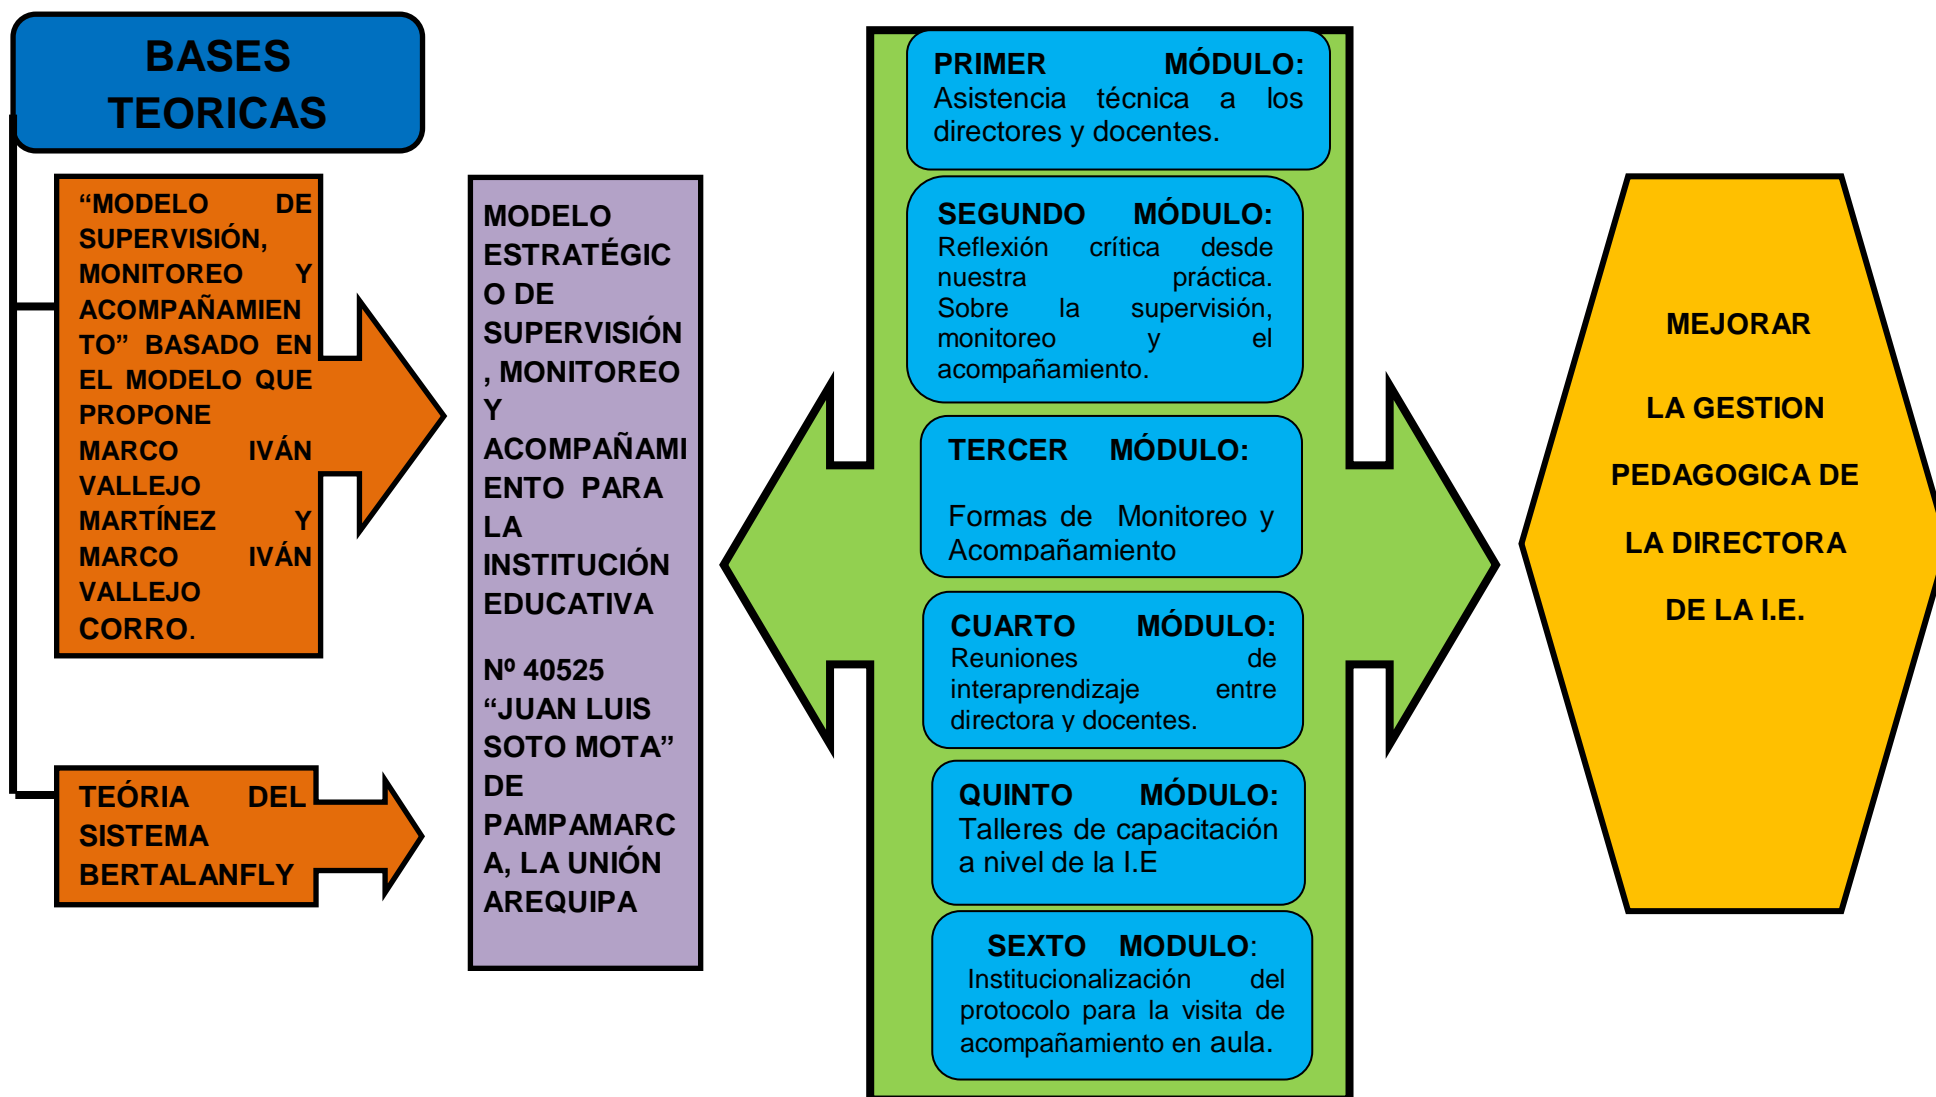 BASES
TEORICAS
“MODELO DE
SUPERVISIÓN,
MONITOREO Y
ACOMPAÑAMIEN
TO” BASADO EN
EL MODELO QUE
PROPONE
MARCO IVÁN
VALLEJO
MARTÍNEZ Y
MARCO IVÁN
VALLEJO
CORRO.
TEÓRIA DEL
SISTEMA
BERTALANFLY
MODELO
ESTRATÉGIC
O DE
SUPERVISIÓN
, MONITOREO
Y
ACOMPAÑAMI
ENTO PARA
LA
INSTITUCIÓN
EDUCATIVA
Nº 40525
“JUAN LUIS
SOTO MOTA”
DE
PAMPAMARC
A, LA UNIÓN
AREQUIPA
PRIMER MÓDULO:
Asistencia técnica a los
directores y docentes.
SEGUNDO MÓDULO:
Reflexión crítica desde
nuestra práctica.
Sobre la supervisión,
monitoreo y el
acompañamiento.
TERCER MÓDULO:
Formas de Monitoreo y
Acompañamiento
CUARTO MÓDULO:
Reuniones de
interaprendizaje entre
directora y docentes.
QUINTO MÓDULO:
Talleres de capacitación
a nivel de la I.E
SEXTO MODULO:
Institucionalización del
protocolo para la visita de
acompañamiento en aula.
MEJORAR
LA GESTION
PEDAGOGICA DE
LA DIRECTORA
DE LA I.E.